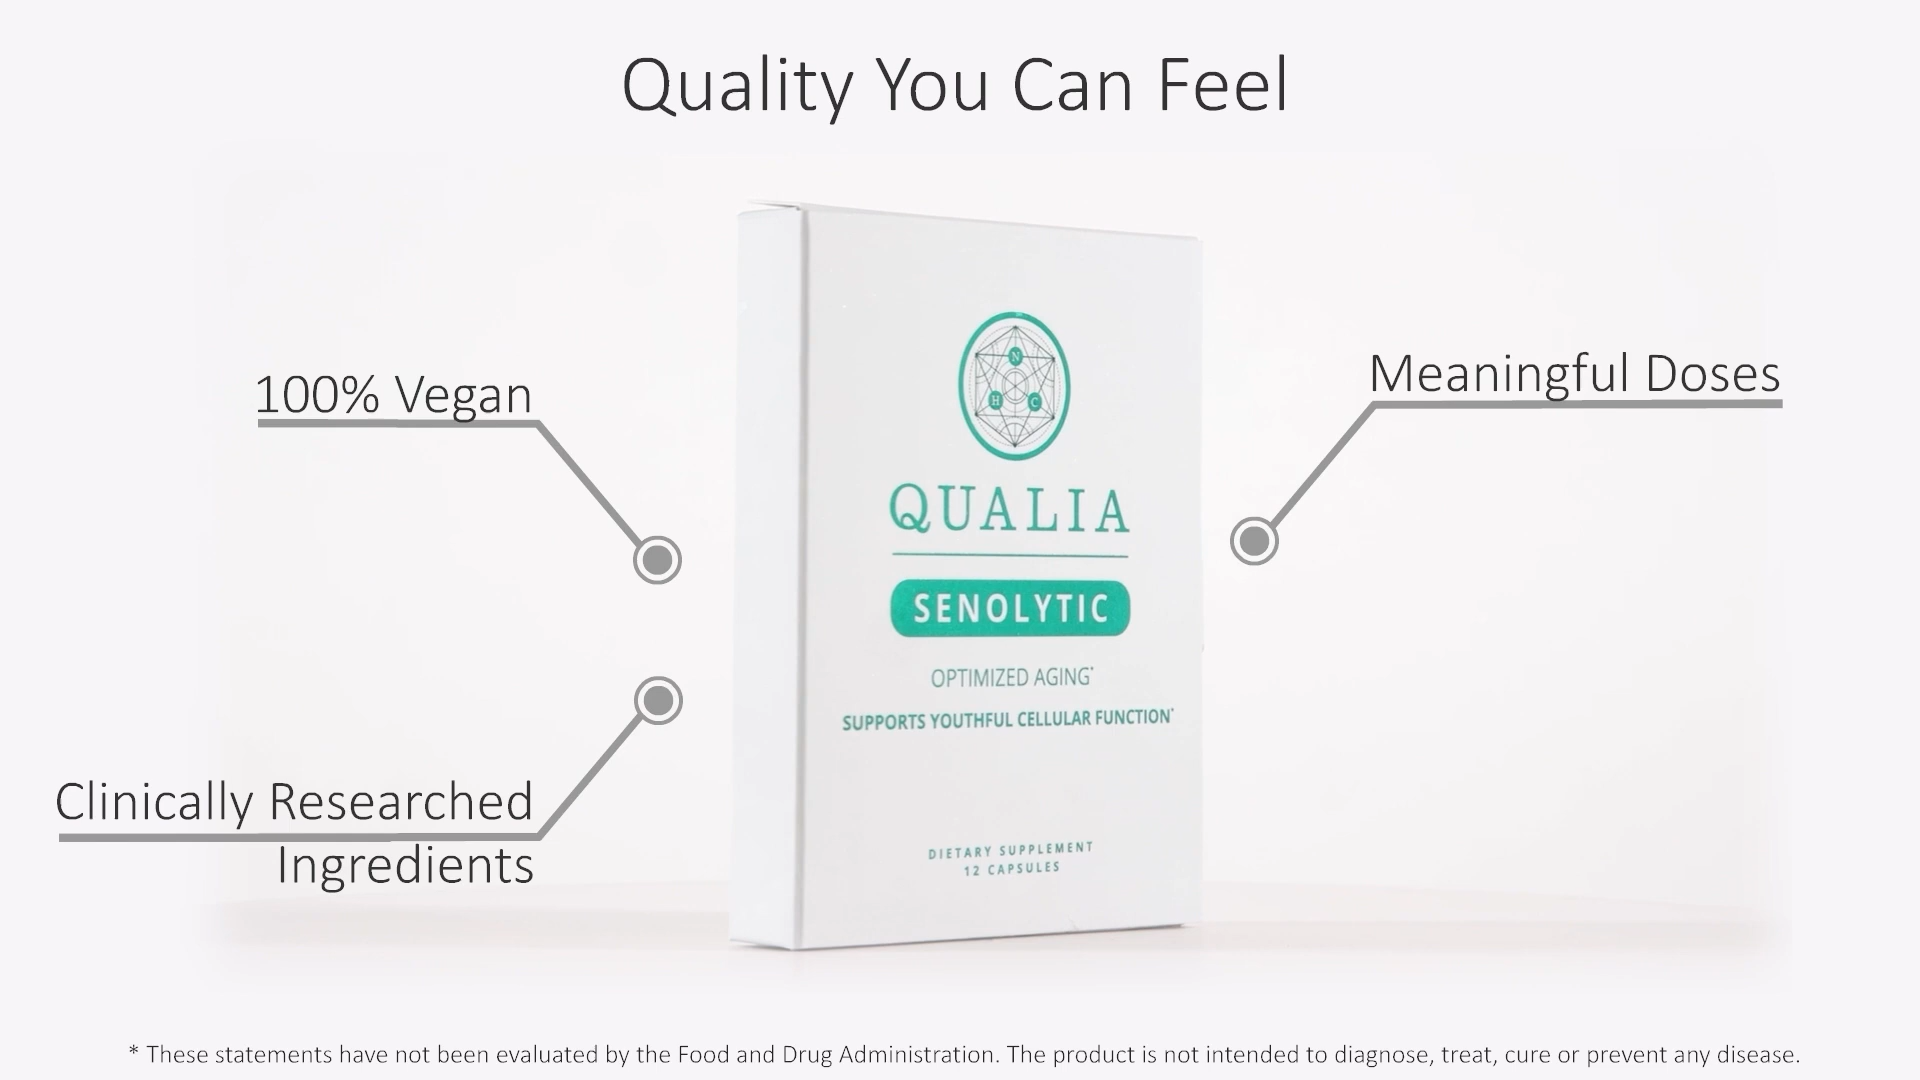 Quality You Can Feel
100% Vegan
Meaningful Doses
Clinically Researched
Ingredients
N
H C
QUALIA
SENOLYTIC
OPTIMIZED AGING*
SUPPORTS YOUTHFUL CELLULAR FUNCTION*
DIETARY SUPPLEMENT
12 CAPSULES
* These statements have not been evaluated by the Food and Drug Administration. The product is not intended to diagnose, treat, cure or prevent any disease.